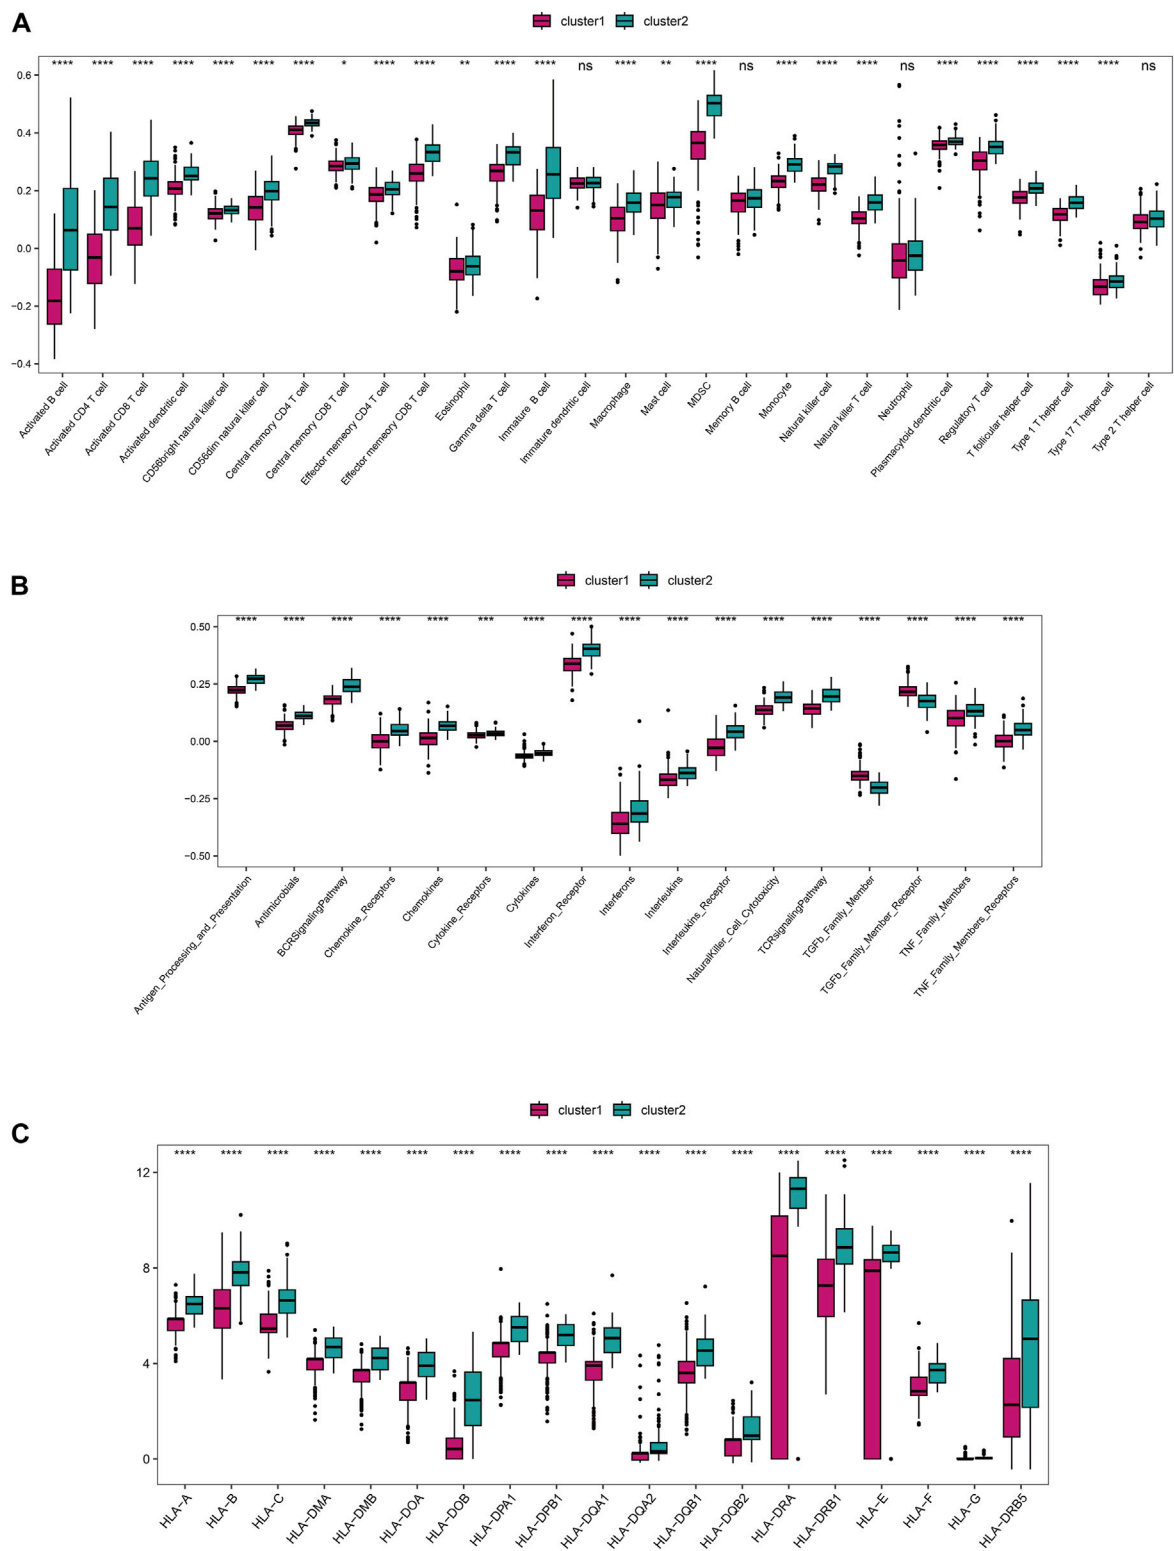 A
cluster1 cluster2
**** **** **** **** **** **** **** * **** **** ** **** **** ns **** ** **** ns **** **** **** ns **** **** **** **** **** ns
0.6
0.4
0.2
0.0
−0.2
−0.4
Activated B cell
Activated CD4 T cell
Activated CD8 T cell
Activated dendritic cell
CD56bright natural killer cell
CD56dim natural killer cell
Central memory CD4 T cell
Central memory CD8 T cell
Effector memeory CD4 T cell
Effector memeory CD8 T cell
Eosinophil
Gamma delta T cell
Immature B cell
Immature dendritic cell
Macrophage
Mast cell
MDSC
Memory B cell
Monocyte
Natural killer cell
Natural killer T cell
Neutrophil
Plasmacytoid dendritic cell
Regulatory T cell
T follicular helper cell
Type 1 T helper cell
Type 17 T helper cell
Type 2 T helper cell
B
cluster1 cluster2
**** **** **** **** **** *** **** **** **** **** **** **** **** **** **** **** ****
0.50
0.25
0.00
−0.25
−0.50
Antigen_Processing_and_Presentation
Antimicrobials
BCRSignalingPathway
Chemokine_Receptors
Chemokines
Cytokine_Receptors
Cytokines
Interferon_Receptor
Interferons
Interleukins
Interleukins_Receptor
NaturalKiller_Cell_Cytotoxicity
TCRsignalingPathway
TGFb_Family_Member
TGFb_Family_Member_Receptor
TNF_Family_Members
TNF_Family_Members_Receptors
C
cluster1 cluster2
**** **** **** **** **** **** **** **** **** **** **** **** **** **** **** **** **** **** ****
12
8
4
0
HLA−A
HLA−B
HLA−C
HLA−DMA
HLA−DMB
HLA−DOA
HLA−DOB
HLA−DPA1
HLA−DPB1
HLA−DQA1
HLA−DQA2
HLA−DQB1
HLA−DQB2
HLA−DRA
HLA−DRB1
HLA−E
HLA−F
HLA−G
HLA−DRB5